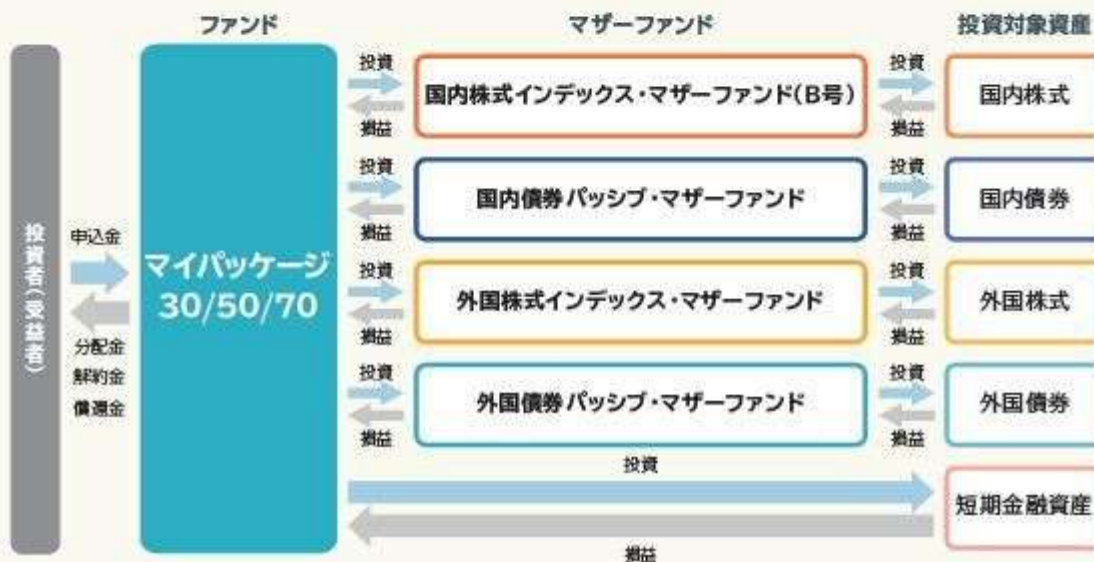 ファンド
マザーファンド
投資対象資産
投資者(受益者)
申込金
分配金
解約金
償還金
マイパッケージ
30/50/70
投資
損益
国内株式インデックス・マザーファンド(B号)
投資
損益
国内株式
投資
損益
国内債券パッシブ・マザーファンド
投資
損益
国内債券
投資
損益
外国株式インデックス・マザーファンド
投資
損益
外国株式
投資
損益
外国債券パッシブ・マザーファンド
投資
損益
外国債券
投資
損益
短期金融資産